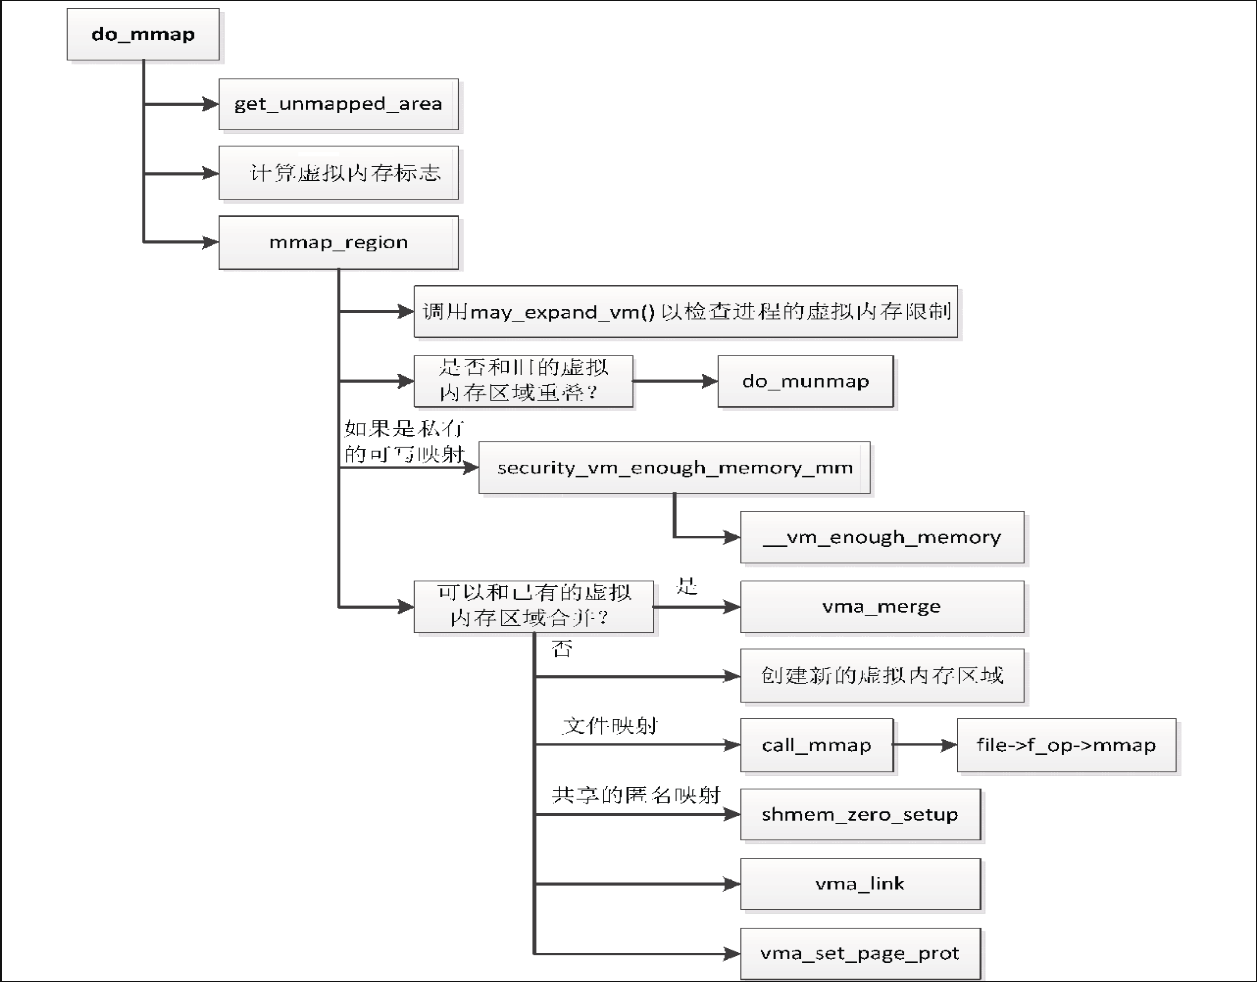 do_mmap
get_unmapped_area
计算虚拟内存标志
mmap_region
调用may_expand_vm()以检查进程的虚拟内存限制
是否和旧的虚拟
内存区域重叠?
do_munmap
如果是私有
的可写映射
security_vm_enough_memory_mm
__vm_enough_memory
可以和已有的虚拟
内存区域合并?
是
vma_merge
否
创建新的虚拟内存区域
文件映射
call_mmap
file->f_op->mmap
共享的匿名映射
shmem_zero_setup
vma_link
vma_set_page_prot